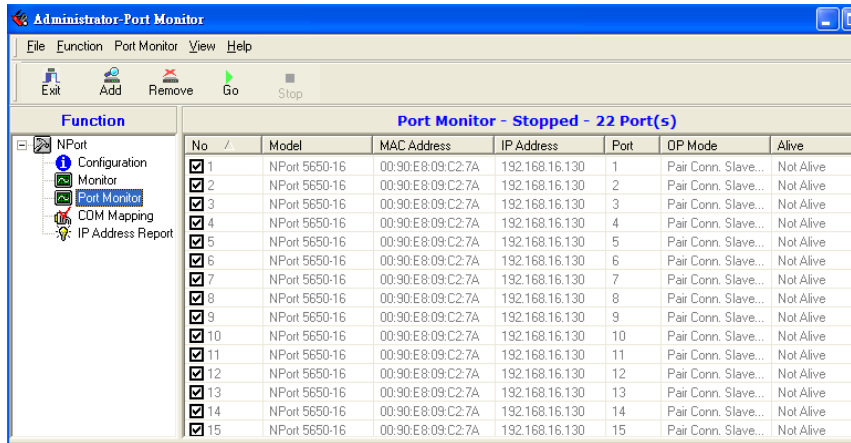 Administrator-Port Monitor
File Function Port Monitor View Help
Exit Add Remove Go Stop
Function
Port Monitor - Stopped - 22 Port(s)
NPort
Configuration
Monitor
Port Monitor
COM Mapping
IP Address Report
No Model MAC Address IP Address Port OP Mode Alive
1 NPort 5650-16 00:90:E8:09:C2:7A 192.168.16.130 1 Pair Conn. Slave... Not Alive
2 NPort 5650-16 00:90:E8:09:C2:7A 192.168.16.130 2 Pair Conn. Slave... Not Alive
3 NPort 5650-16 00:90:E8:09:C2:7A 192.168.16.130 3 Pair Conn. Slave... Not Alive
4 NPort 5650-16 00:90:E8:09:C2:7A 192.168.16.130 4 Pair Conn. Slave... Not Alive
5 NPort 5650-16 00:90:E8:09:C2:7A 192.168.16.130 5 Pair Conn. Slave... Not Alive
6 NPort 5650-16 00:90:E8:09:C2:7A 192.168.16.130 6 Pair Conn. Slave... Not Alive
7 NPort 5650-16 00:90:E8:09:C2:7A 192.168.16.130 7 Pair Conn. Slave... Not Alive
8 NPort 5650-16 00:90:E8:09:C2:7A 192.168.16.130 8 Pair Conn. Slave... Not Alive
9 NPort 5650-16 00:90:E8:09:C2:7A 192.168.16.130 9 Pair Conn. Slave... Not Alive
10 NPort 5650-16 00:90:E8:09:C2:7A 192.168.16.130 10 Pair Conn. Slave... Not Alive
11 NPort 5650-16 00:90:E8:09:C2:7A 192.168.16.130 11 Pair Conn. Slave... Not Alive
12 NPort 5650-16 00:90:E8:09:C2:7A 192.168.16.130 12 Pair Conn. Slave... Not Alive
13 NPort 5650-16 00:90:E8:09:C2:7A 192.168.16.130 13 Pair Conn. Slave... Not Alive
14 NPort 5650-16 00:90:E8:09:C2:7A 192.168.16.130 14 Pair Conn. Slave... Not Alive
15 NPort 5650-16 00:90:E8:09:C2:7A 192.168.16.130 15 Pair Conn. Slave... Not Alive